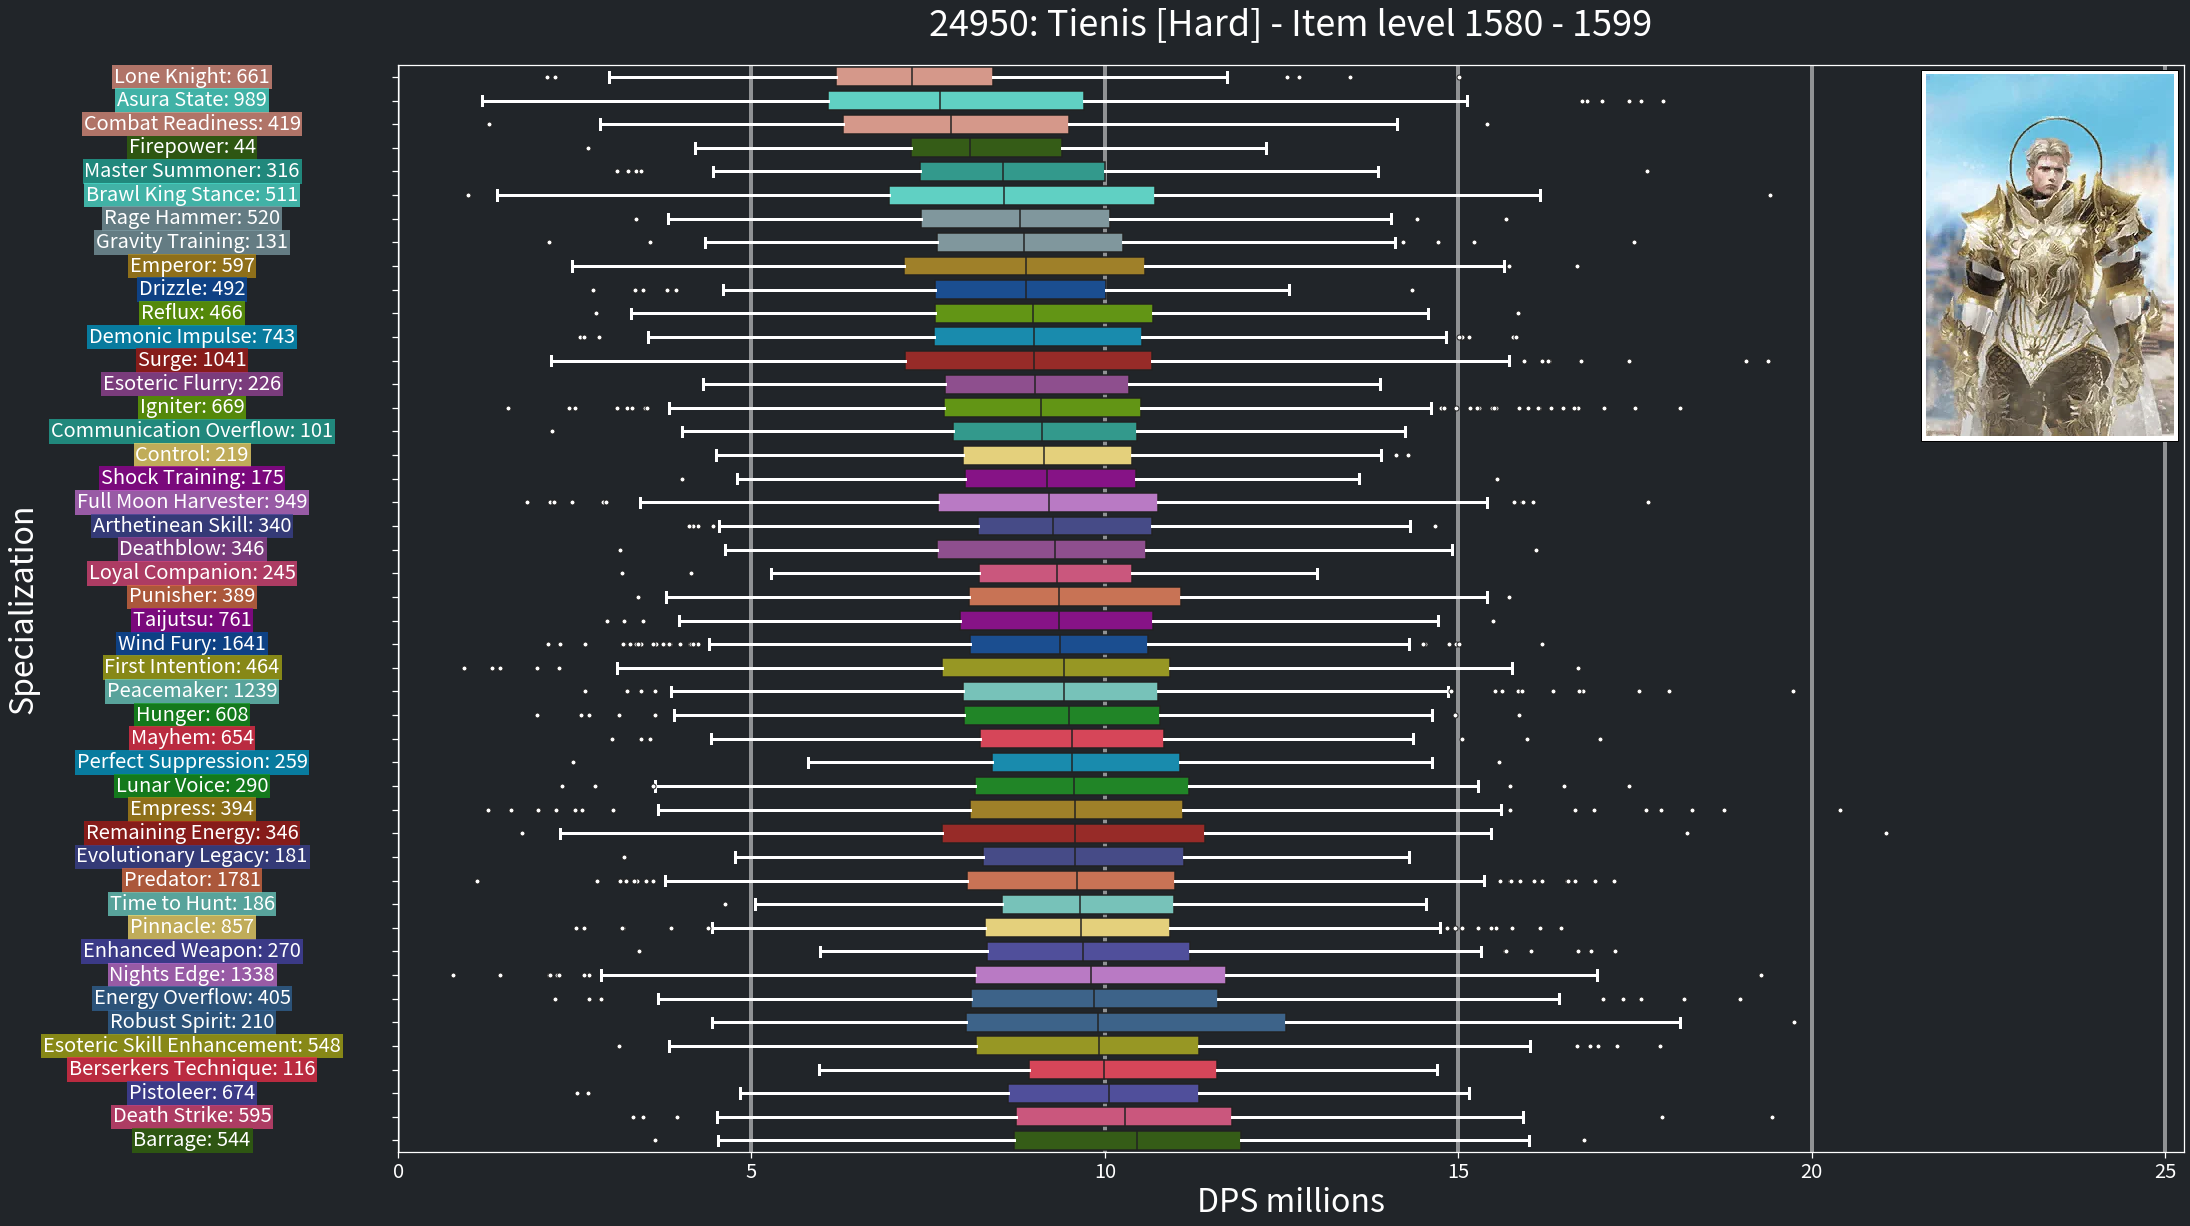 24950: Tienis [Hard] - Item level 1580 - 1599
Lone Knight: 661
Asura State: 989
Combat Readiness: 419
Firepower: 44
Master Summoner: 316
Brawl King Stance: 511
Rage Hammer: 520
Gravity Training: 131
Emperor: 597
Drizzle: 492
Reflux: 466
Demonic Impulse: 743
Surge: 1041
Esoteric Flurry: 226
Igniter: 669
Communication Overflow: 101
Control: 219
Shock Training: 175
Full Moon Harvester: 949
Arthetinean Skill: 340
Deathblow: 346
Loyal Companion: 245
Punisher: 389
Taijutsu: 761
Wind Fury: 1641
First Intention: 464
Peacemaker: 1239
Hunger: 608
Mayhem: 654
Perfect Suppression: 259
Lunar Voice: 290
Empress: 394
Remaining Energy: 346
Evolutionary Legacy: 181
Predator: 1781
Time to Hunt: 186
Pinnacle: 857
Enhanced Weapon: 270
Nights Edge: 1338
Energy Overflow: 405
Robust Spirit: 210
Esoteric Skill Enhancement: 548
Berserkers Technique: 116
Pistoleer: 674
Death Strike: 595
Barrage: 544
Specialization
0 5 10 15 20 25
DPS millions